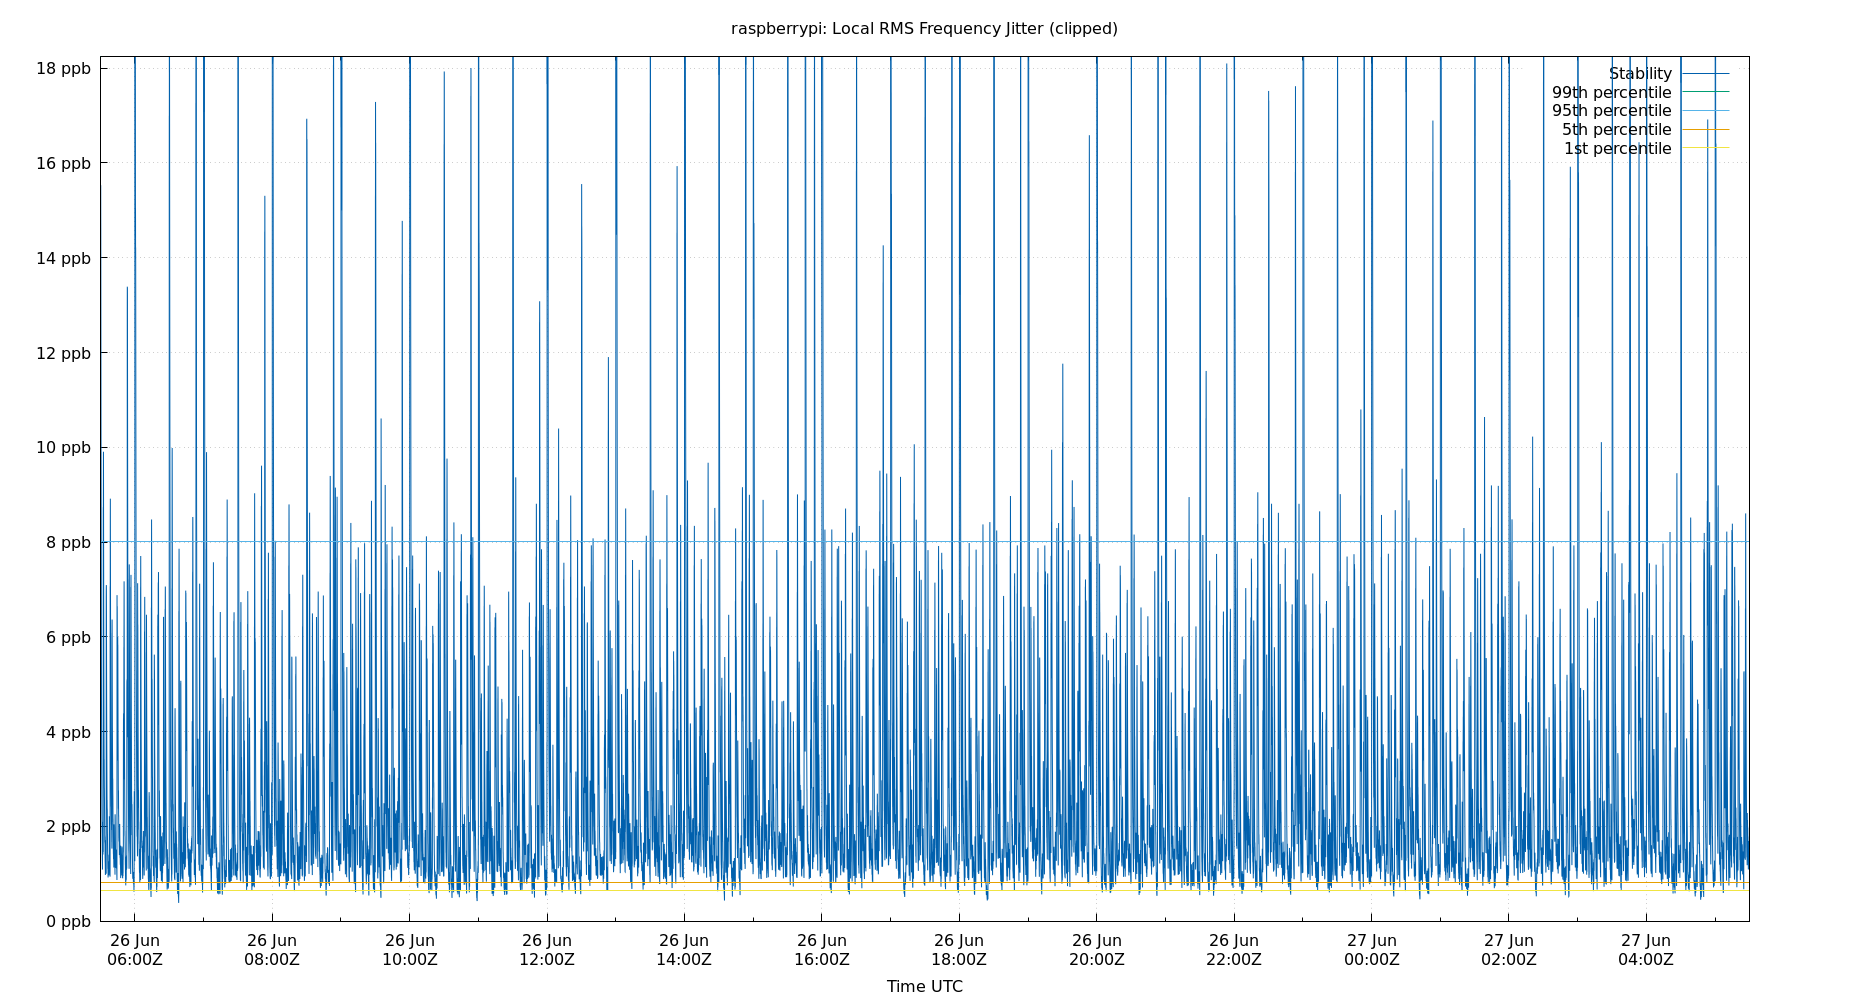 raspberrypi: Local RMS Frequency Jitter (clipped)
18 ppb
16 ppb
14 ppb
12 ppb
10 ppb
8 ppb
6 ppb
4 ppb
2 ppb
0 ppb
Stability
99th percentile
95th percentile
5th percentile
1st percentile
26 Jun 26 Jun 26 Jun 26 Jun 26 Jun 26 Jun 26 Jun 26 Jun 26 Jun 27 Jun 27 Jun 27 Jun
06:00Z 08:00Z 10:00Z 12:00Z 14:00Z 16:00Z 18:00Z 20:00Z 22:00Z 00:00Z 02:00Z 04:00Z
Time UTC